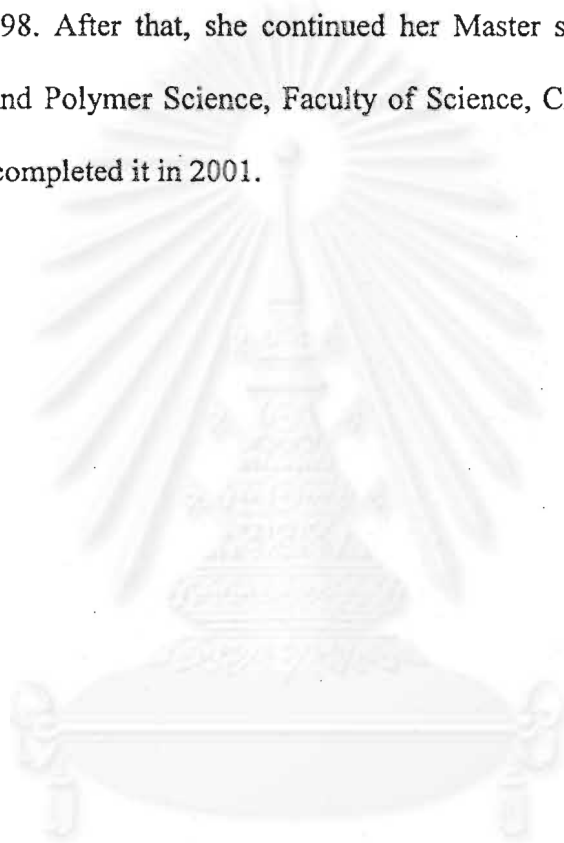 98. After that, she continued her Master s
nd Polymer Science, Faculty of Science, C
completed it in 2001.